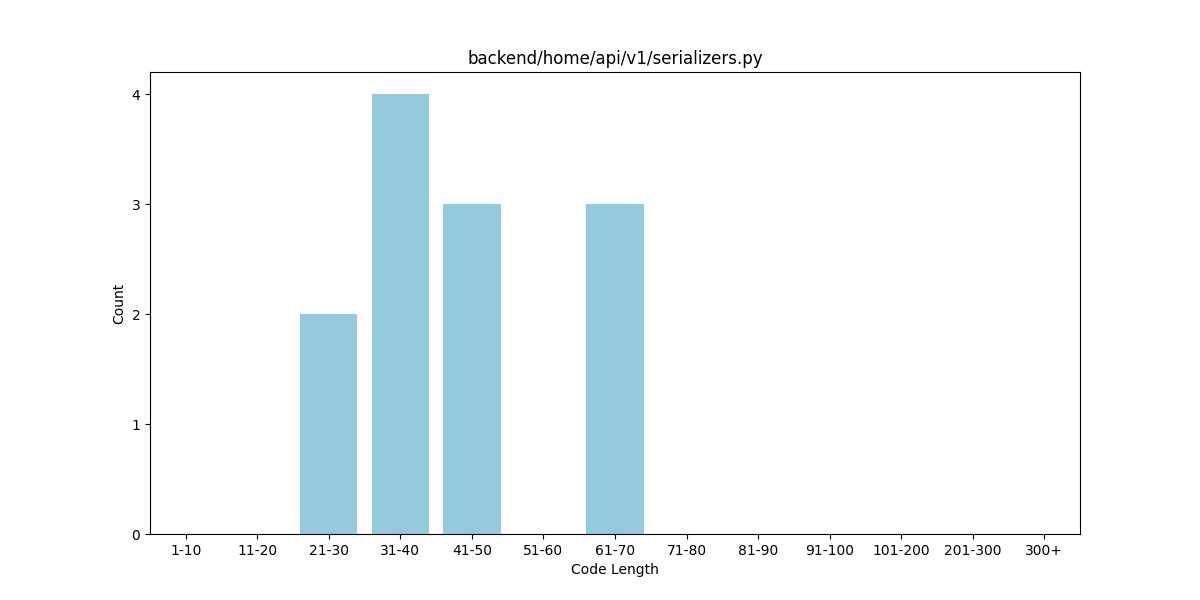 backend/home/api/v1/serializers.py
4
3
2
1
0
Count
1-10 11-20 21-30 31-40 41-50 51-60 61-70 71-80 81-90 91-100 101-200 201-300 300+
Code Length